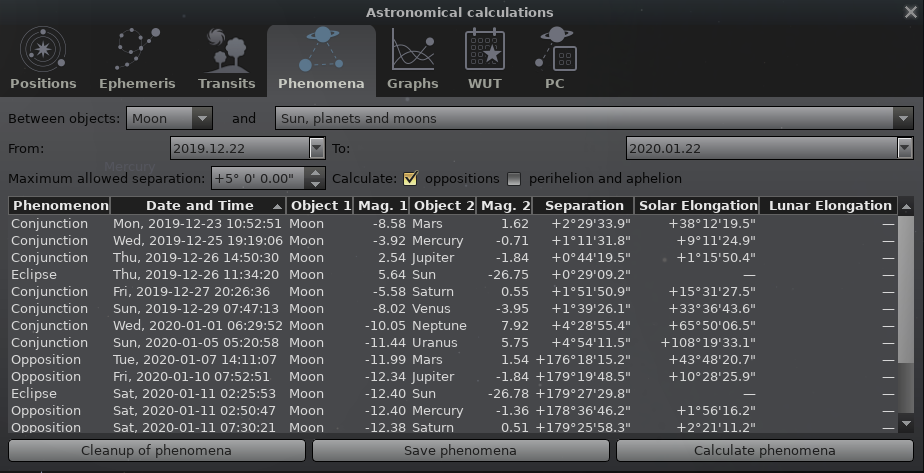 Astronomical calculations
Positions Ephemeris Transits Phenomena Graphs WUT PC
Between objects: Moon and Sun, planets and moons
From: 2019.12.22 To: 2020.01.22
Mercury
Maximum allowed separation: +5° 0' 0.00" Calculate: oppositions perihelion and aphelion
Phenomenon Date and Time Object 1 Mag. 1 Object 2 Mag. 2 Separation Solar Elongation Lunar Elongation
Conjunction Mon, 2019-12-23 10:52:51 Moon -8.58 Mars 1.62 +2°29'33.9" +38°12'19.5" —
Conjunction Wed, 2019-12-25 19:19:06 Moon -3.92 Mercury -0.71 +1°11'31.8" +9°11'24.9" —
Conjunction Thu, 2019-12-26 14:50:30 Moon 2.54 Jupiter -1.84 +0°44'19.5" +1°15'50.4" —
Eclipse Thu, 2019-12-26 11:34:20 Moon 5.64 Sun -26.75 +0°29'09.2" — —
Conjunction Fri, 2019-12-27 20:26:36 Moon -5.58 Saturn 0.55 +1°51'50.9" +15°31'27.5" —
Conjunction Sun, 2019-12-29 07:47:13 Moon -8.02 Venus -3.95 +1°39'26.1" +33°36'43.6" —
Conjunction Wed, 2020-01-01 06:29:52 Moon -10.05 Neptune 7.92 +4°28'55.4" +65°50'06.5" —
Conjunction Sun, 2020-01-05 05:20:58 Moon -11.44 Uranus 5.75 +4°54'11.5" +108°19'33.1" —
Opposition Tue, 2020-01-07 14:11:07 Moon -11.99 Mars 1.54 +176°18'15.2" +43°48'20.7" —
Opposition Fri, 2020-01-10 07:52:51 Moon -12.34 Jupiter -1.84 +179°19'48.5" +10°28'25.9" —
Eclipse Sat, 2020-01-11 02:25:53 Moon -12.40 Sun -26.78 +179°27'29.8" — —
Opposition Sat, 2020-01-11 02:50:47 Moon -12.40 Mercury -1.36 +178°36'46.2" +1°56'16.2" —
Opposition Sat, 2020-01-11 07:30:21 Moon -12.38 Saturn 0.51 +179°25'58.3" +2°21'11.2" —
Cleanup of phenomena Save phenomena Calculate phenomena